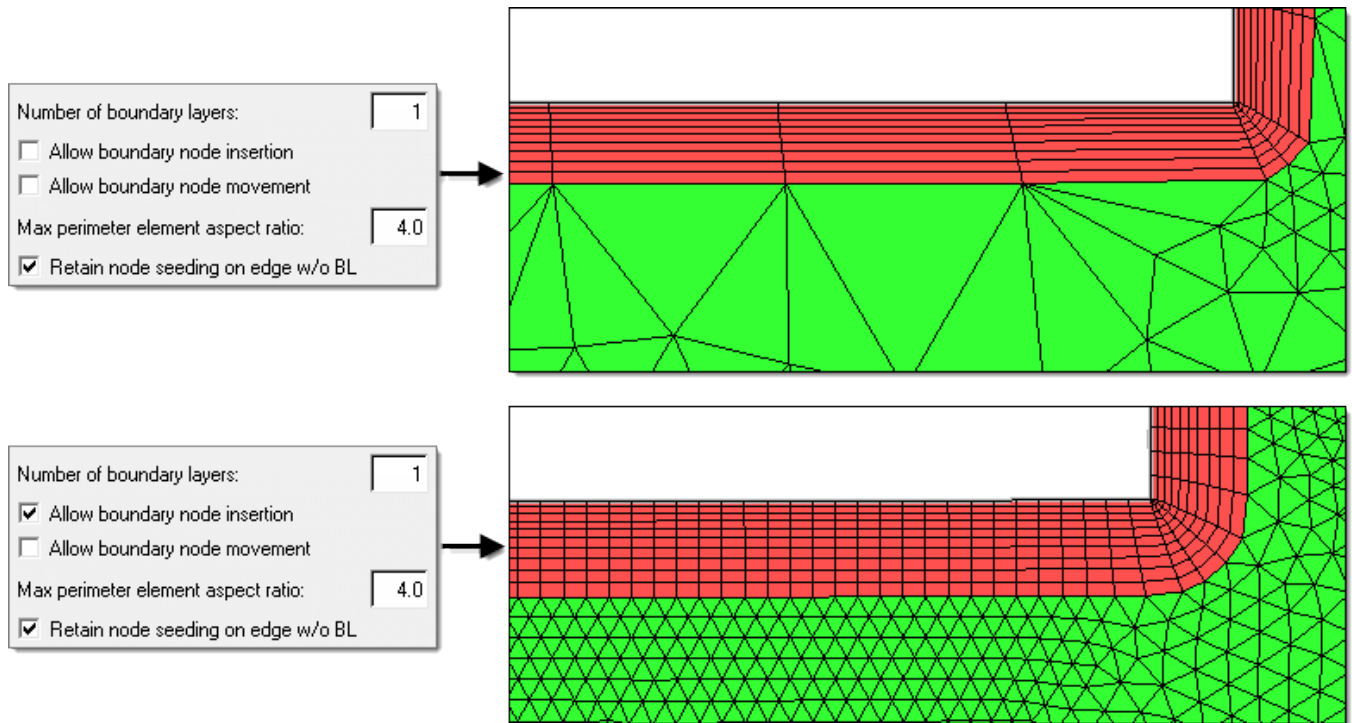 Number of boundary layers: 1
Allow boundary node insertion
Allow boundary node movement
Max perimeter element aspect ratio: 4.0
Retain node seeding on edge w/o BL
Number of boundary layers: 1
Allow boundary node insertion
Allow boundary node movement
Max perimeter element aspect ratio: 4.0
Retain node seeding on edge w/o BL